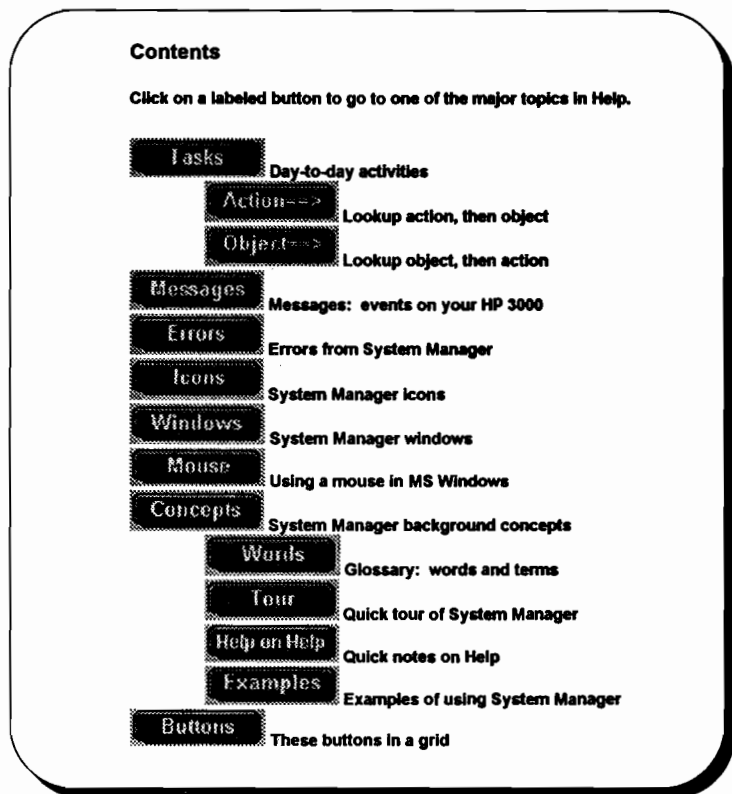 Contents
Click on a labeled button to go to one of the major topics in Help.
Tasks Day-to-day activities
Action==> Lookup action, then object
Object==> Lookup object, then action
Messages Messages: events on your HP 3000
Errors Errors from System Manager
Icons System Manager icons
Windows System Manager windows
Mouse Using a mouse in MS Windows
Concepts System Manager background concepts
Words Glossary: words and terms
Tour Quick tour of System Manager
Help on Help Quick notes on Help
Examples Examples of using System Manager
Buttons These buttons in a grid